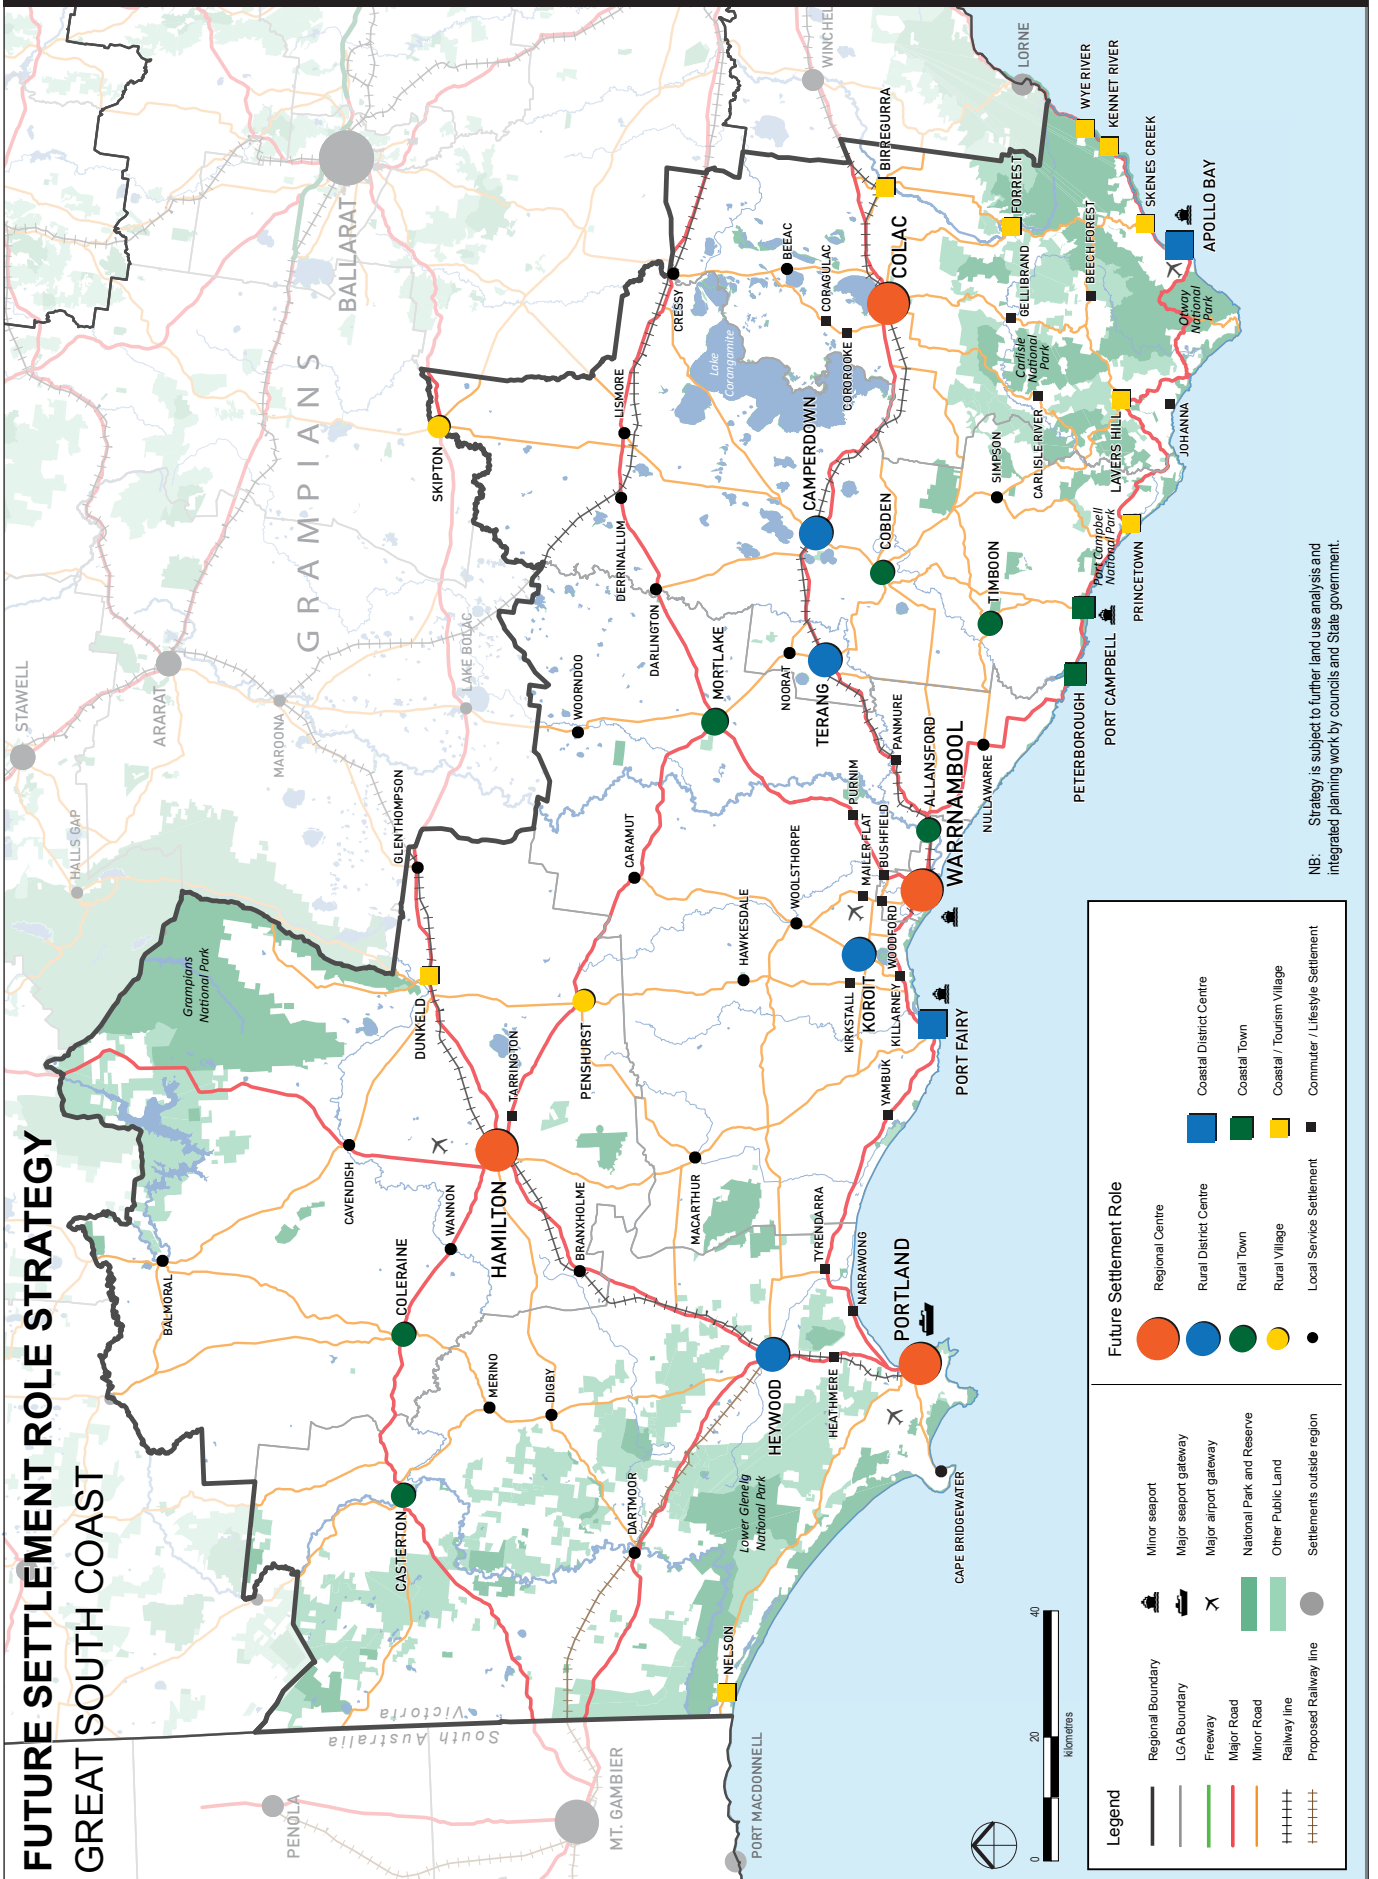 FUTURE SETTLEMENT ROLE STRATEGY
GREAT SOUTH COAST
STAWELL
HALLS GAP
ARARAT
MAROONA
GRAMPIANS
LAKE BOLAC
BALLARAT
WINCHEL
LORNE
PENOLA
MT. GAMBIER
PORT MACDONNELL
South Australia
Victoria
Grampians
National Park
BALMORAL
CAVENDISH
GLENTHOMPSON
DUNKELD
SKIPTON
WANNON
COLERAINE
CASTERTON
HAMILTON
TARRINGTON
PENSHURST
MERINO
DIGBY
BRANXHOLME
DARTMOOR
MACARTHUR
CARAMUT
WOORNDOO
DERRINALLUM
LISMORE
DARLINGTON
MORTLAKE
CRESSY
Lake
Corangamite
BEEAC
CORAGULAC
COROROOKE
COLAC
BIRREGURRA
CAMPERDOWN
COBDEN
NOORAT
TERANG
PANMURE
PURNIM
HAWKESDALE
WOOLSTHORPE
MAILER FLAT
BUSHFIELD
WOODFORD
ALLANSFORD
WARRNAMBOOL
NULLAWARRE
KIRKSTALL
KOROIT
KILLARNEY
PORT FAIRY
YAMBUK
TYRENDARRA
NARRAWONG
PORTLAND
HEYWOOD
HEATHMERE
CAPE BRIDGEWATER
NELSON
Lower Glenelg
National Park
TIMBOON
SIMPSON
CARLISLE RIVER
Carlisle
National
Park
GELLIBRAND
FORREST
BEECH FOREST
LAVERS HILL
JOHANNA
PRINCETOWN
Port Campbell
National Park
PORT CAMPBELL
PETERBOROUGH
Otway
National
Park
APOLLO BAY
SKENES CREEK
KENNET RIVER
WYE RIVER
0
20
40
kilometres
NB: Strategy is subject to further land use analysis and
integrated planning work by councils and State government.
Legend
Regional Boundary
LGA Boundary
Freeway
Major Road
Minor Road
Railway line
Proposed Railway line
Minor seaport
Major seaport gateway
Major airport gateway
National Park and Reserve
Other Public Land
Settlements outside region
Future Settlement Role
Regional Centre
Rural District Centre
Rural Town
Rural Village
Local Service Settlement
Coastal District Centre
Coastal Town
Coastal / Tourism Village
Commuter / Lifestyle Settlement